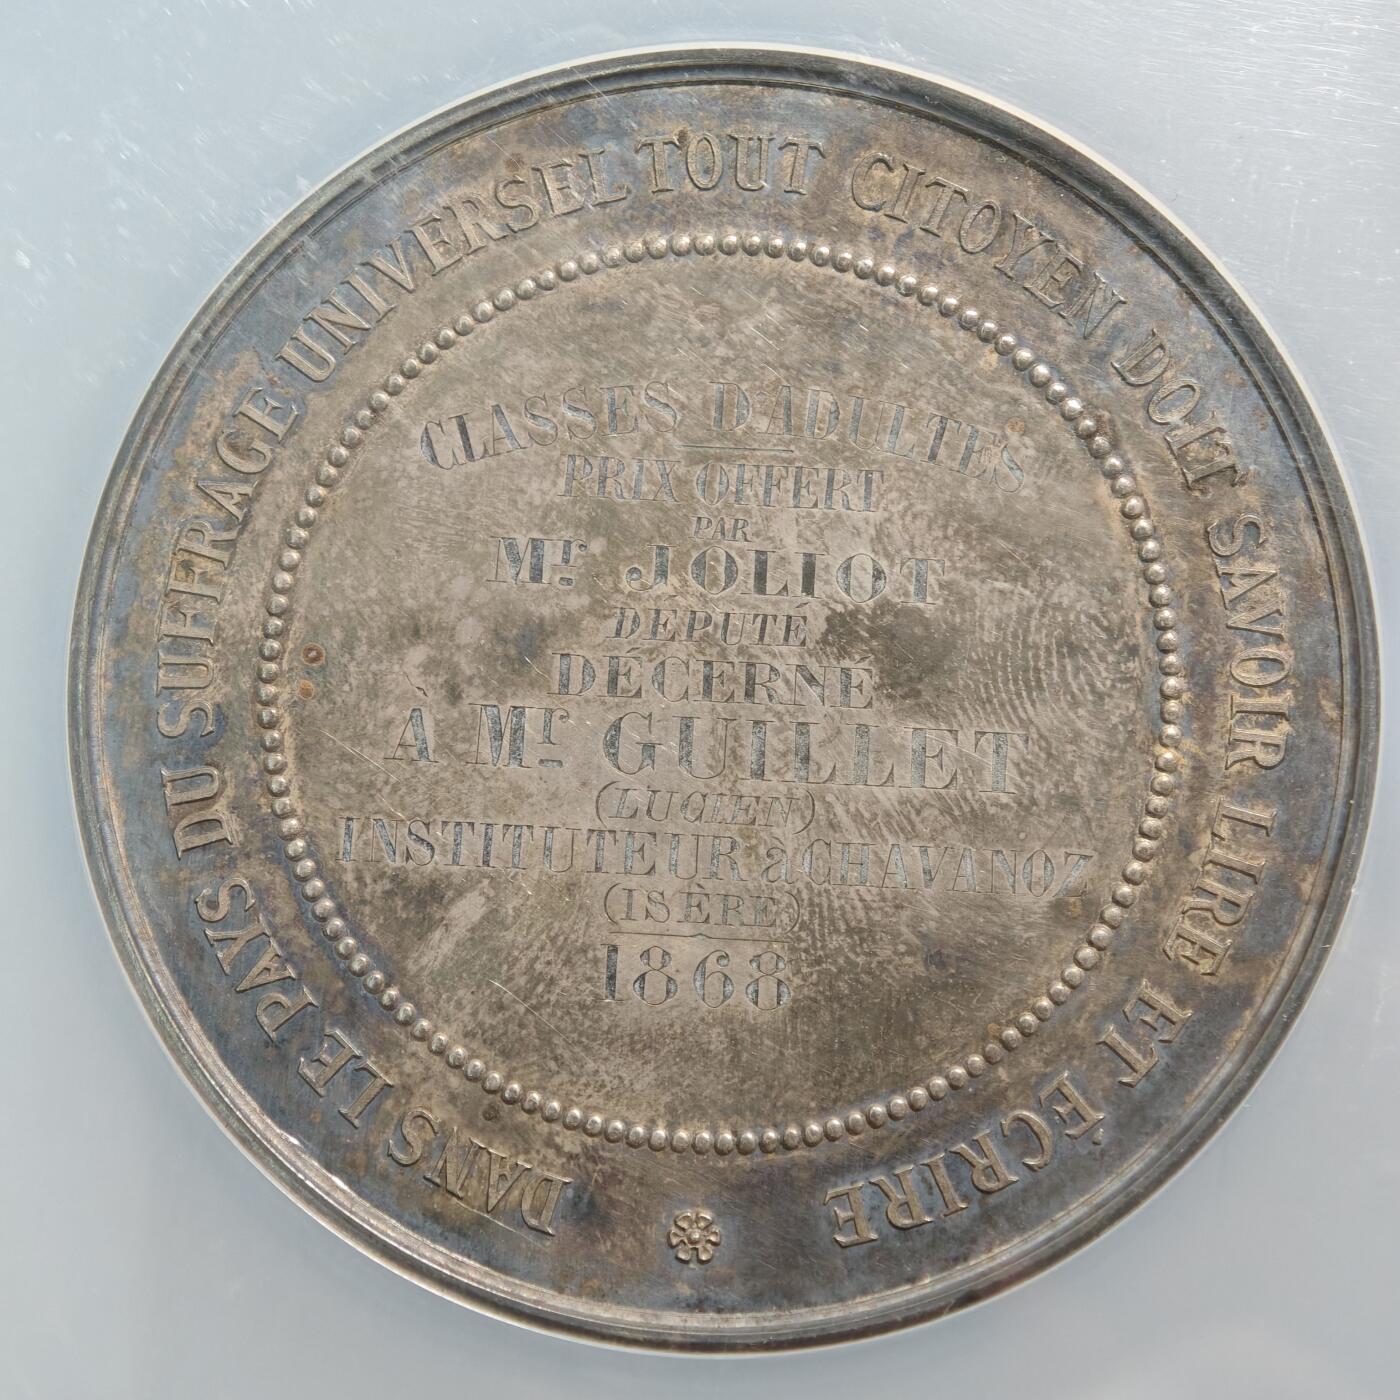 DANS LE PAYS DU SUFFRAGE UNIVERSEL TOUT CITOYEN DOIT SAVOIR LIRE ET ÉCRIRE
CLASSES D'ADULTES
PRIX OFFERT
PAR
Mr. JOLIOT
DÉPUTÉ
DÉCERNÉ
À Mr. GUILLET
(LUCIEN)
INSTITUTEUR à CHAVANOZ
(ISÈRE)
1868